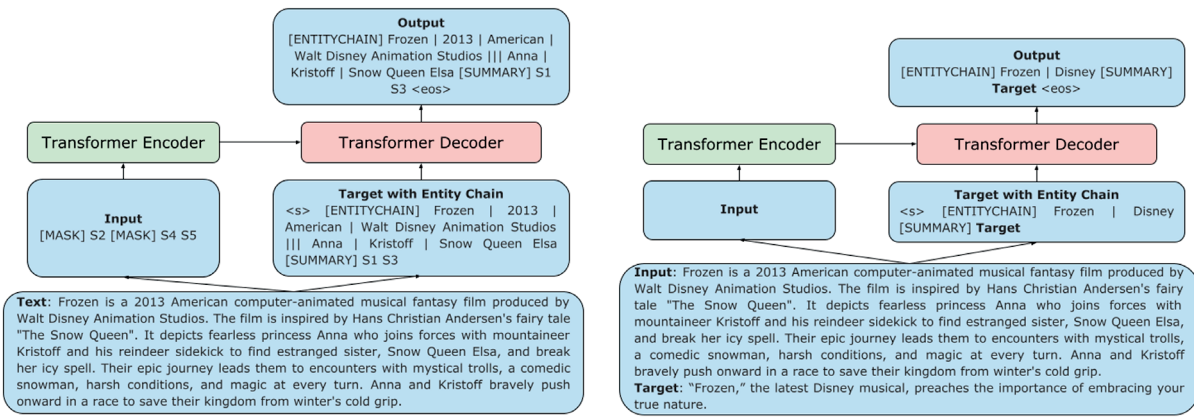 Output
[ENTITYCHAIN] Frozen | 2013 | American |
Walt Disney Animation Studios ||| Anna |
Kristoff | Snow Queen Elsa [SUMMARY] S1
S3 <eos>
Transformer Encoder
Transformer Decoder
Input
[MASK] S2 [MASK] S4 S5
Target with Entity Chain
<s> [ENTITYCHAIN] Frozen | 2013 |
American | Walt Disney Animation Studios
||| Anna | Kristoff | Snow Queen Elsa
[SUMMARY] S1 S3
Text: Frozen is a 2013 American computer-animated musical fantasy film produced by
Walt Disney Animation Studios. The film is inspired by Hans Christian Andersen's fairy tale
"The Snow Queen". It depicts fearless princess Anna who joins forces with mountaineer
Kristoff and his reindeer sidekick to find estranged sister, Snow Queen Elsa, and break
her icy spell. Their epic journey leads them to encounters with mystical trolls, a comedic
snowman, harsh conditions, and magic at every turn. Anna and Kristoff bravely push
onward in a race to save their kingdom from winter's cold grip.
Output
[ENTITYCHAIN] Frozen | Disney [SUMMARY]
Target <eos>
Transformer Encoder
Transformer Decoder
Input
Target with Entity Chain
<s> [ENTITYCHAIN] Frozen | Disney
[SUMMARY] Target
Input: Frozen is a 2013 American computer-animated musical fantasy film produced by
Walt Disney Animation Studios. The film is inspired by Hans Christian Andersen's fairy
tale "The Snow Queen". It depicts fearless princess Anna who joins forces with
mountaineer Kristoff and his reindeer sidekick to find estranged sister, Snow Queen Elsa,
and break her icy spell. Their epic journey leads them to encounters with mystical trolls,
a comedic snowman, harsh conditions, and magic at every turn. Anna and Kristoff
bravely push onward in a race to save their kingdom from winter's cold grip.
Target: “Frozen,” the latest Disney musical, preaches the importance of embracing your
true nature.